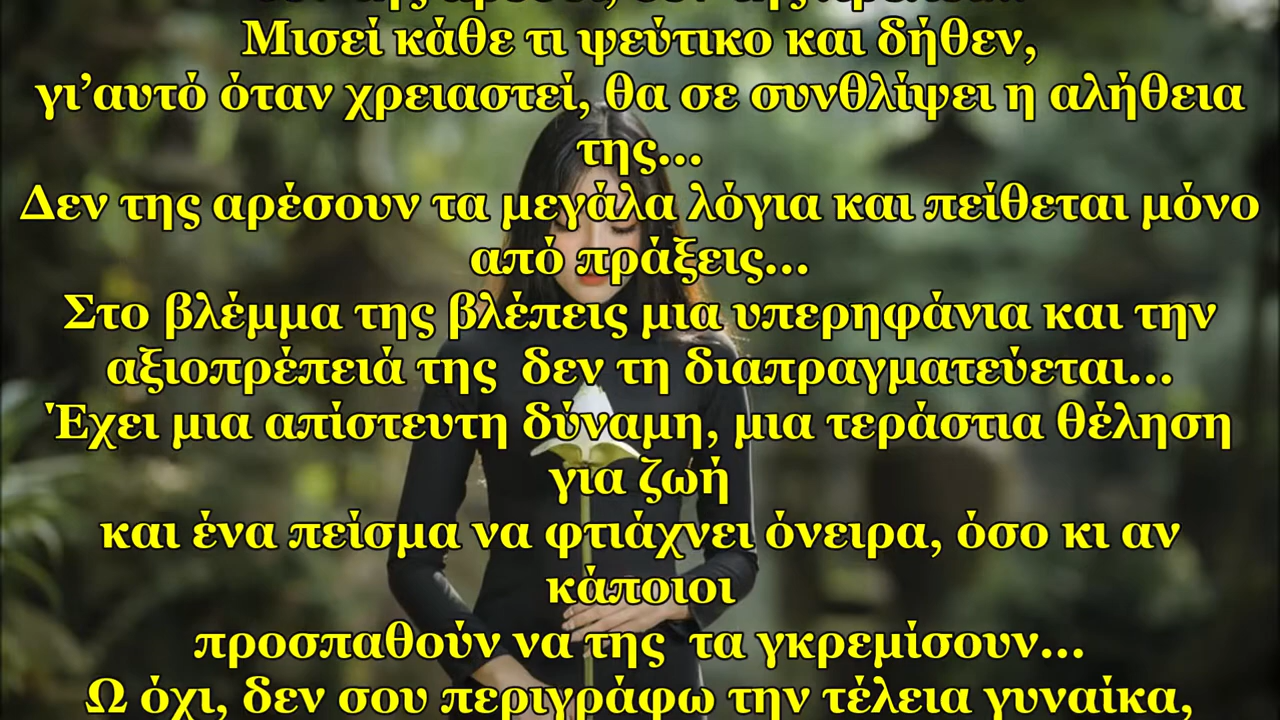 Μισεί κάθε τι ψεύτικο και δήθεν,
γι’αυτό όταν χρειαστεί, θα σε συνθλίψει η αλήθεια
της...
Δεν της αρέσουν τα μεγάλα λόγια και πείθεται μόνο
από πράξεις...
Στο βλέμμα της βλέπεις μια υπερηφάνια και την
αξιοπρέπειά της  δεν τη διαπραγματεύεται...
Έχει μια απίστευτη δύναμη, μια τεράστια θέληση
για ζωή
και ένα πείσμα να φτιάχνει όνειρα, όσο κι αν
κάποιοι
προσπαθούν να της  τα γκρεμίσουν...
Ω όχι, δεν σου περιγράφω την τέλεια γυναίκα,